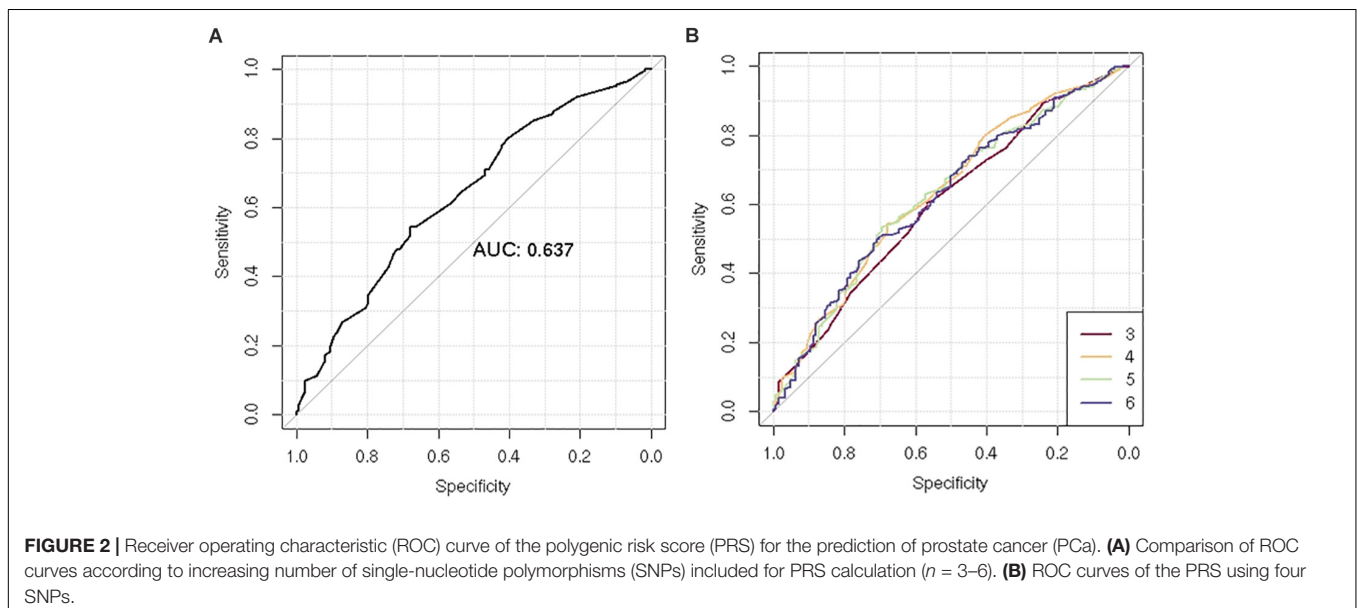 A
1.0
0.8
0.6
0.4
0.2
0.0
Sensitivity
AUC: 0.637
1.0 0.8 0.6 0.4 0.2 0.0
Specificity
B
1.0
0.8
0.6
0.4
0.2
0.0
Sensitivity
3
4
5
6
1.0 0.8 0.6 0.4 0.2 0.0
Specificity
FIGURE 2 | Receiver operating characteristic (ROC) curve of the polygenic risk score (PRS) for the prediction of prostate cancer (PCa). (A) Comparison of ROC
curves according to increasing number of single-nucleotide polymorphisms (SNPs) included for PRS calculation (n = 3–6). (B) ROC curves of the PRS using four
SNPs.